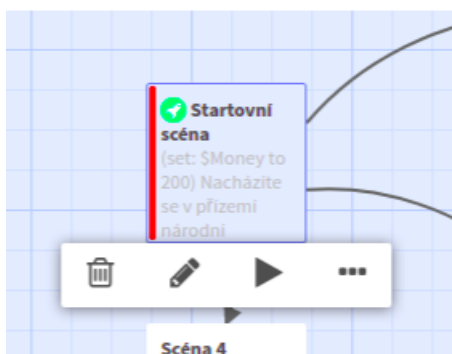 Startovní
scéna
(set: $Money to
200) Nacházíte
se v přízemí
národní
Scéna 4